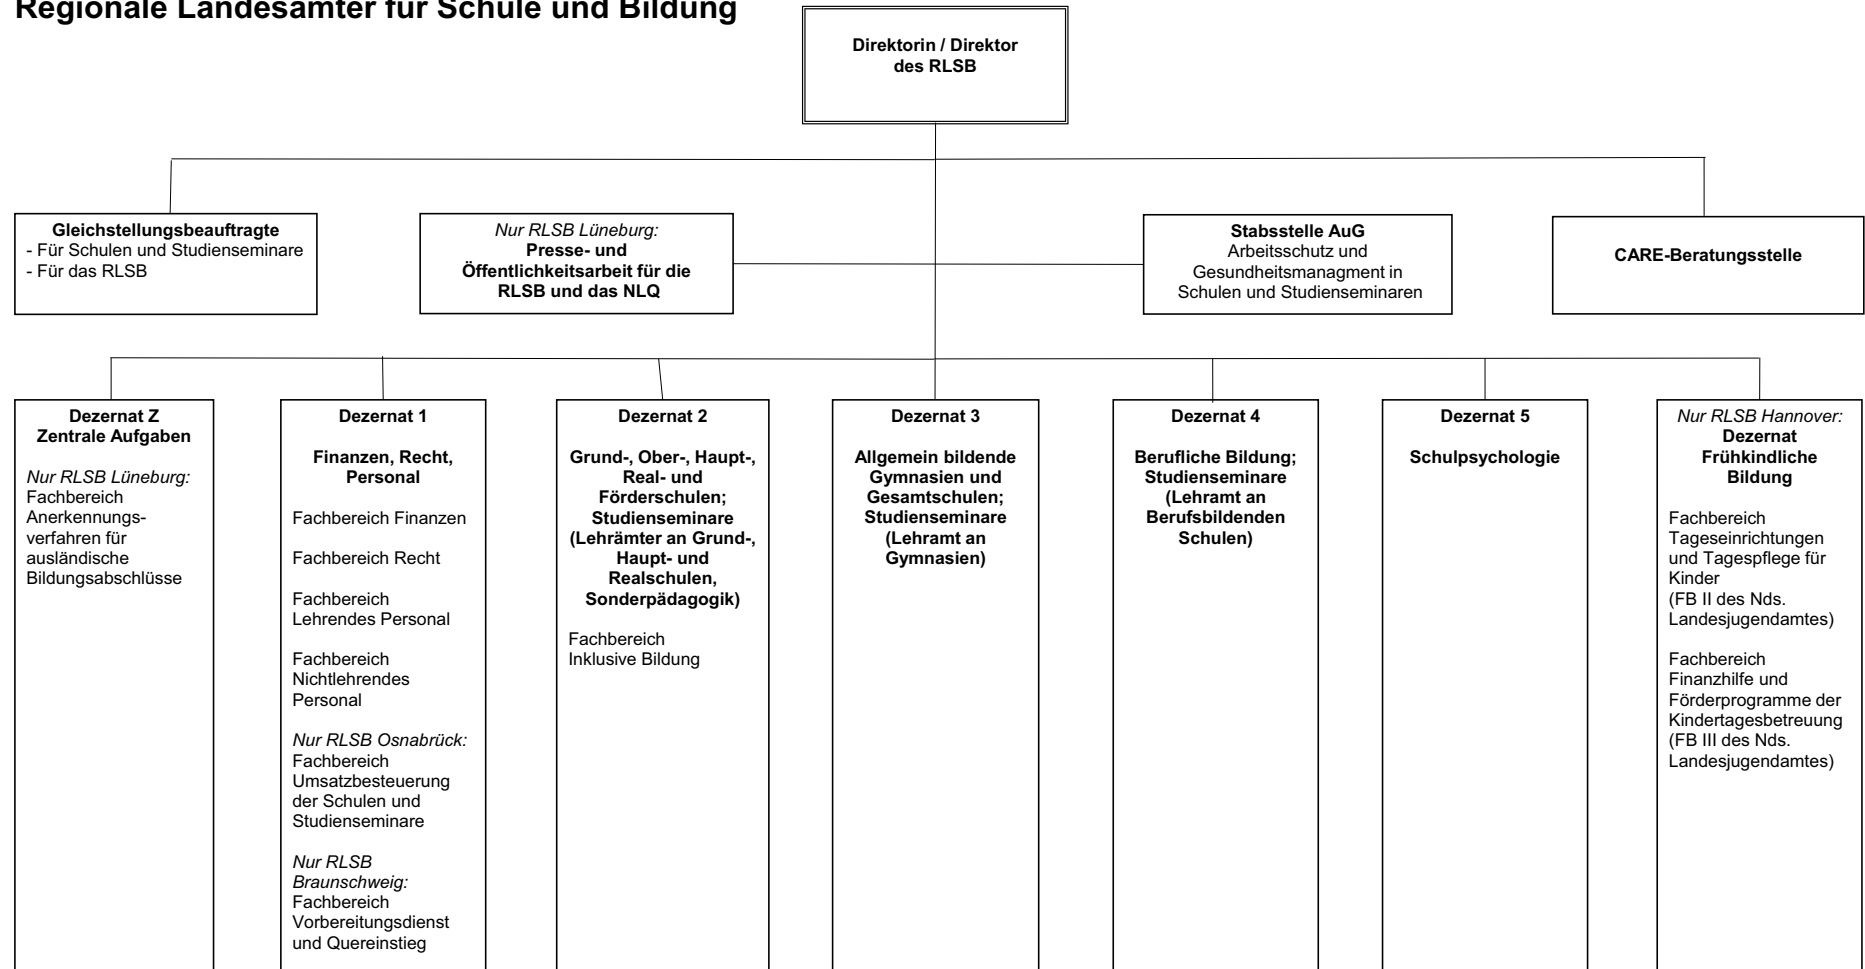 Regionale Landesämter für Schule und Bildung
Direktorin / Direktor
des RLSB
Gleichstellungsbeauftragte
- Für Schulen und Studienseminare
- Für das RLSB
Nur RLSB Lüneburg:
Presse- und
Öffentlichkeitsarbeit für die
RLSB und das NLQ
Stabsstelle AuG
Arbeitsschutz und
Gesundheitsmanagment in
Schulen und Studienseminaren
CARE-Beratungsstelle
Dezernat Z
Zentrale Aufgaben
Nur RLSB Lüneburg:
Fachbereich
Anerkennungs-
verfahren für
ausländische
Bildungsabschlüsse
Dezernat 1
Finanzen, Recht,
Personal
Fachbereich Finanzen
Fachbereich Recht
Fachbereich
Lehrendes Personal
Fachbereich
Nichtlehrendes
Personal
Nur RLSB Osnabrück:
Fachbereich
Umsatzbesteuerung
der Schulen und
Studienseminare
Nur RLSB
Braunschweig:
Fachbereich
Vorbereitungsdienst
und Quereinstieg
Dezernat 2
Grund-, Ober-, Haupt-,
Real- und
Förderschulen;
Studienseminare
(Lehrämter an Grund-,
Haupt- und
Realschulen,
Sonderpädagogik)
Fachbereich
Inklusive Bildung
Dezernat 3
Allgemein bildende
Gymnasien und
Gesamtschulen;
Studienseminare
(Lehramt an
Gymnasien)
Dezernat 4
Berufliche Bildung;
Studienseminare
(Lehramt an
Berufsbildenden
Schulen)
Dezernat 5
Schulpsychologie
Nur RLSB Hannover:
Dezernat
Frühkindliche
Bildung
Fachbereich
Tageseinrichtungen
und Tagespflege für
Kinder
(FB II des Nds.
Landesjugendamtes)
Fachbereich
Finanzhilfe und
Förderprogramme der
Kindertagesbetreuung
(FB III des Nds.
Landesjugendamtes)